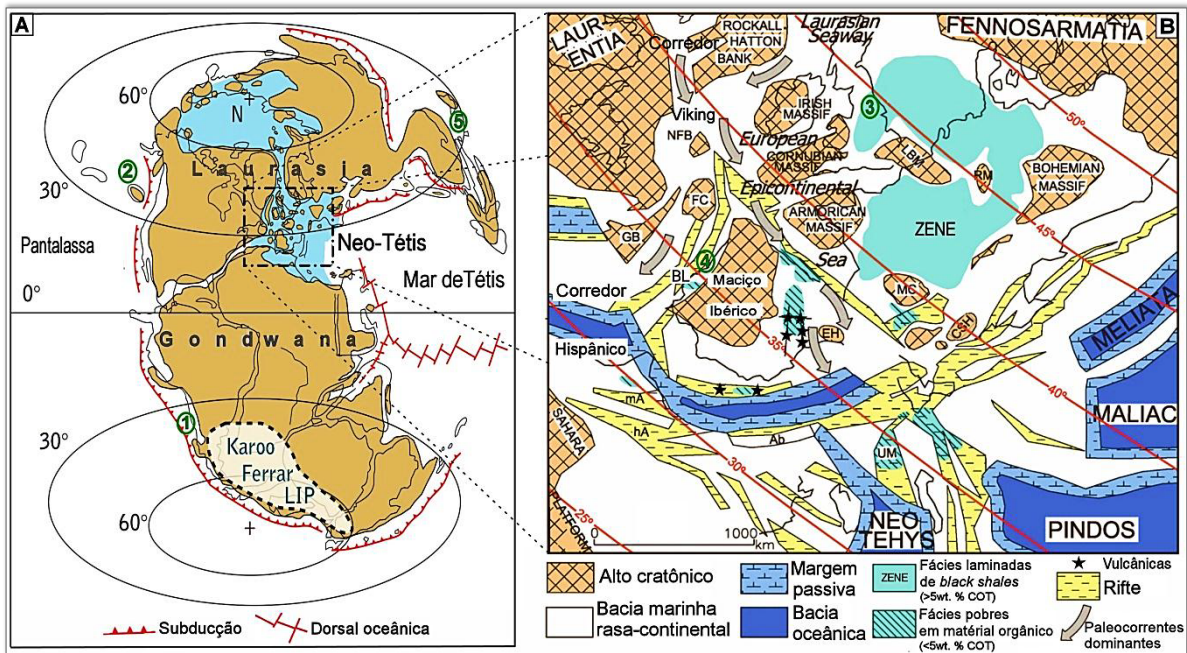 A
60°
N
5
2
Laurasia
30°
Pantalassa
Neo-Tétis
Mar deTétis
0°
Gondwana
1
30°
Karoo
Ferrar
LIP
60°
Subducção
Dorsal oceânica
B
LAUR-
ENTIA
Corredor
ROCKALL
HATTON
BANK
Laurasian
Seaway
FENNOSARMATIA
3
50°
IRISH
MASSIF
Viking
NFB
European
CORNUBIAN
MASSIF
LBM
RM
BOHEMIAN
MASSIF
Epicontinental
FC
ARMORICAN
MASSIF
ZENE
45°
GB
4
Sea
BL
Maciço
Ibérico
MC
Corredor
Hispânico
CSH
EH
MELIATA
35°
40°
MALIAC
mA
hA
Ab
UM
SAHARA
PLATFORM
30°
25°
NEO
TEHYS
PINDOS
0
1000
km
Alto cratônico
Margem
passiva
ZENE
Fácies laminadas
de black shales
(>5wt. % COT)
Vulcânicas
Rifte
Bacia marinha
rasa-continental
Bacia
oceânica
Fácies pobres
em matérial orgânico
(<5wt. % COT)
Paleocorrentes
dominantes